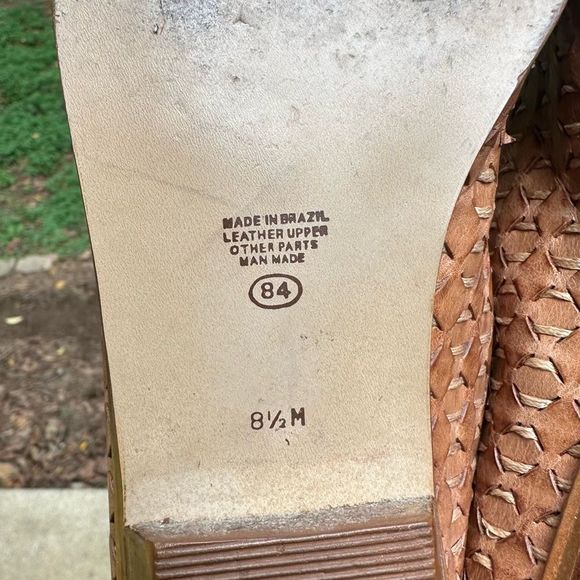 MADE IN BRAZIL
LEATHER UPPER
OTHER PARTS
MAN MADE
84
8½M